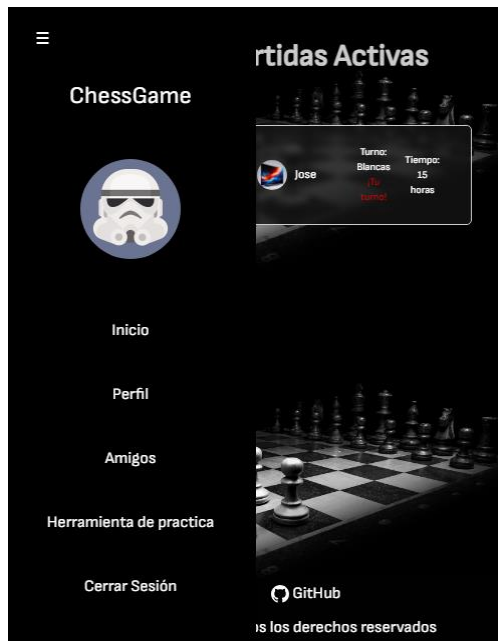 ☰
ChessGame
Inicio
Perfil
Amigos
Herramienta de practica
Cerrar Sesión
rtidas Activas
Jose
Turno:
Blancas
¡Tu
turno!
Tiempo:
15
horas
GitHub
os los derechos reservados